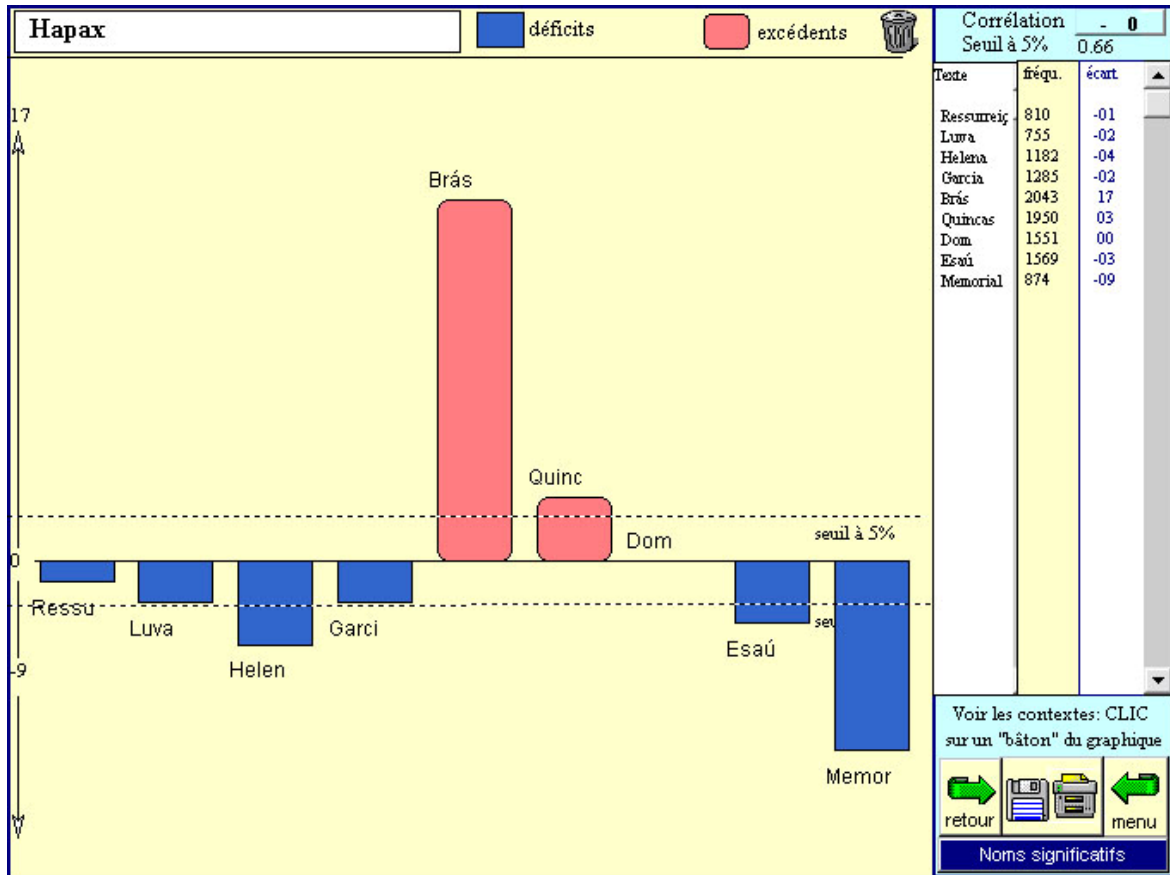 Hapax
déficits
excédents
Corrélation - 0
Seuil à 5% 0.66
Texte fréqu. écart
Ressurreiç 810 -01
Luva 755 -02
Helena 1182 -04
Garcia 1285 -02
Brás 2043 17
Quincas 1950 03
Dom 1551 00
Esaú 1569 -03
Memorial 874 -09
17
0
-9
Brás
Quinc
Dom
seuil à 5%
Ressu
Luva
Helen
Garci
Esaú
seu
Memor
Voir les contextes: CLIC
sur un "bâton" du graphique
retour
menu
Noms significatifs